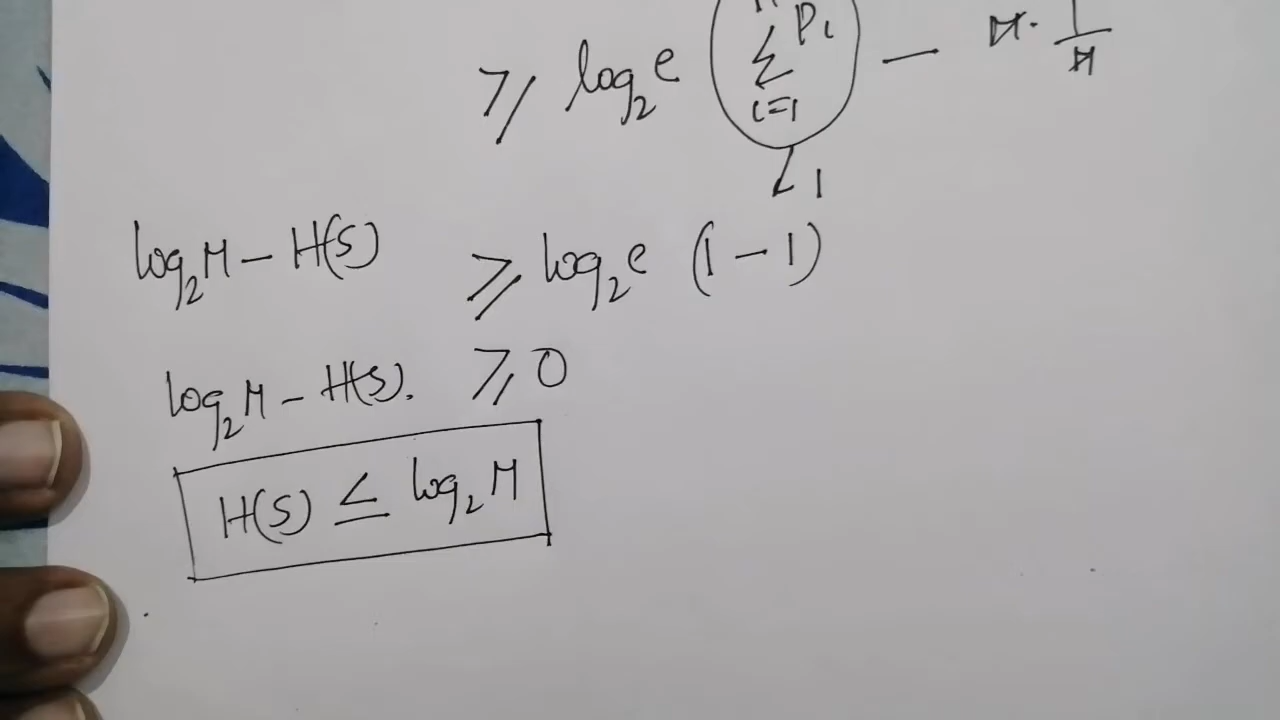 ≥ log₂e ( Σ_{i=1}^{M} Pᵢ ) − M · 1/M
1
log₂M − H(S) ≥ log₂e (1 − 1)
log₂M − H(S). ≥ 0
H(S) ≤ log₂M